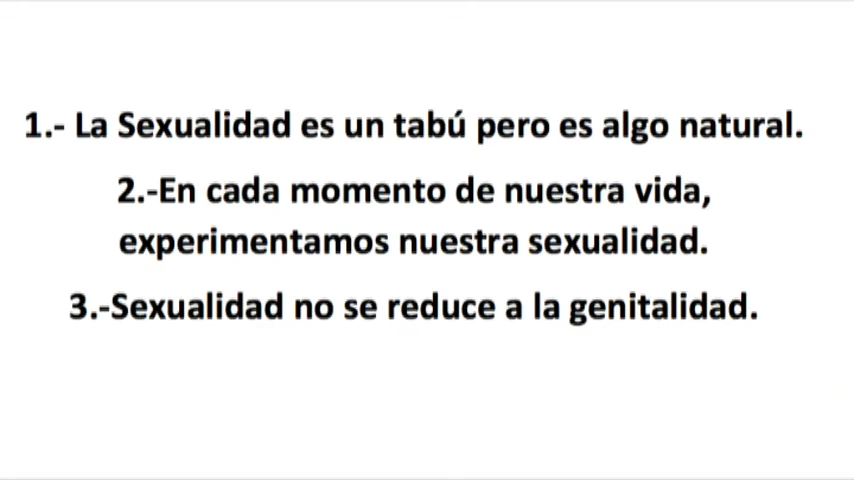 1.- La Sexualidad es un tabú pero es algo natural.
2.-En cada momento de nuestra vida,
experimentamos nuestra sexualidad.
3.-Sexualidad no se reduce a la genitalidad.